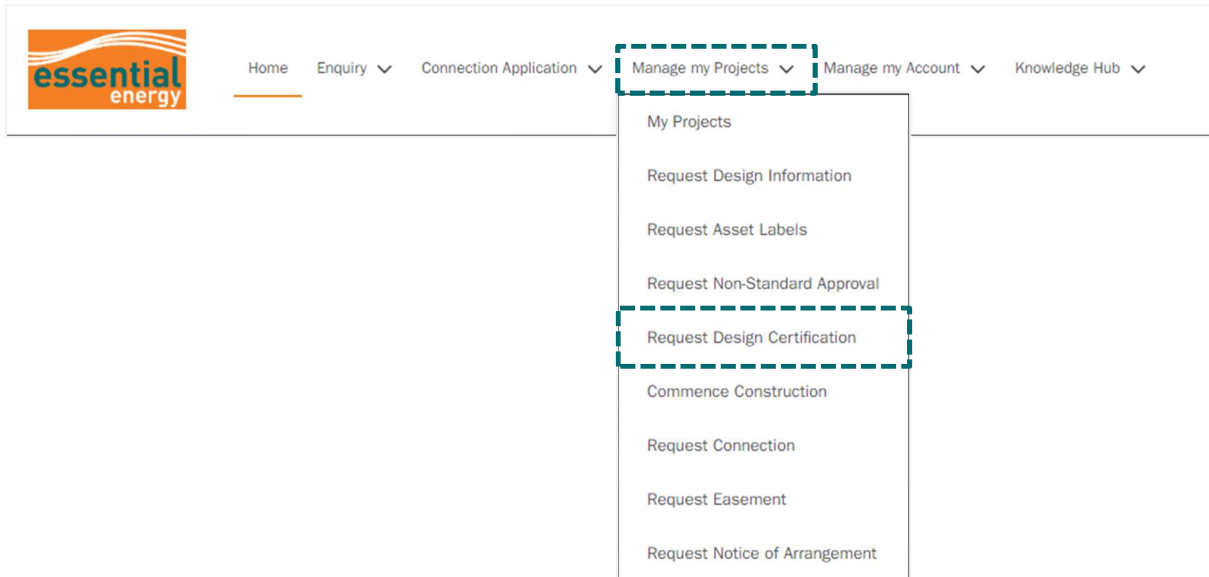 essential
energy
Home Enquiry Connection Application Manage my Projects Manage my Account Knowledge Hub
My Projects
Request Design Information
Request Asset Labels
Request Non-Standard Approval
Request Design Certification
Commence Construction
Request Connection
Request Easement
Request Notice of Arrangement